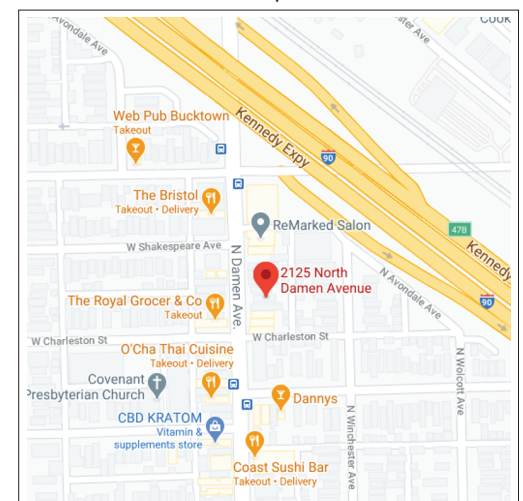 Avondale Ave
ster Ave
Cook
Web Pub Bucktown
Takeout
Kennedy Expy
90
The Bristol
Takeout • Delivery
ReMarked Salon
478
Kennedy
W Shakespeare Ave
N Damen Ave.
2125 North
Damen Avenue
N Avondale Ave
90
The Royal Grocer & Co
Takeout
W Charleston St
W Charleston St
O'Cha Thai Cuisine
Takeout • Delivery
Covenant
Presbyterian Church
Dannys
N Wolcott Ave
N Winchester Ave
CBD KRATOM
Vitamin &
supplements store
Coast Sushi Bar
Takeout • Delivery